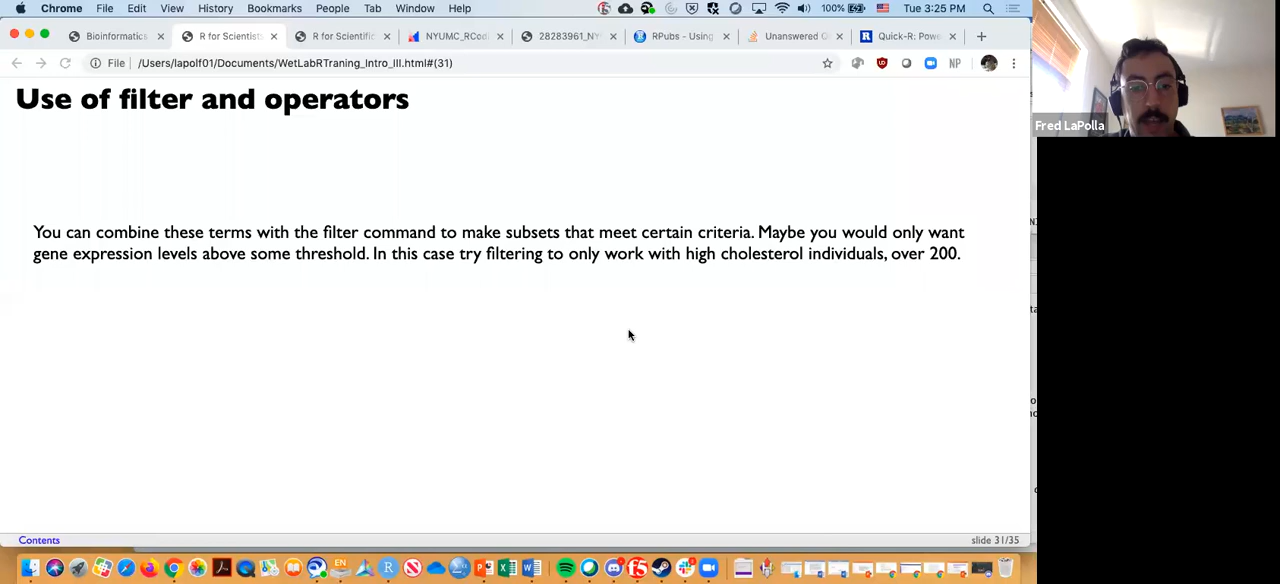 Chrome File Edit View History Bookmarks People Tab Window Help 100% Tue 3:25 PM
Bioinformatics × R for Scientists × R for Scientific × NYUMC_RCod × 28283961_NY × RPubs - Using × Unanswered Q × Quick-R: Powe ×
File /Users/lapolf01/Documents/WetLabRTraning_Intro_III.html#(31) NP
Use of filter and operators
Fred LaPolla
You can combine these terms with the filter command to make subsets that meet certain criteria. Maybe you would only want
gene expression levels above some threshold. In this case try filtering to only work with high cholesterol individuals, over 200.
Contents slide 31/35